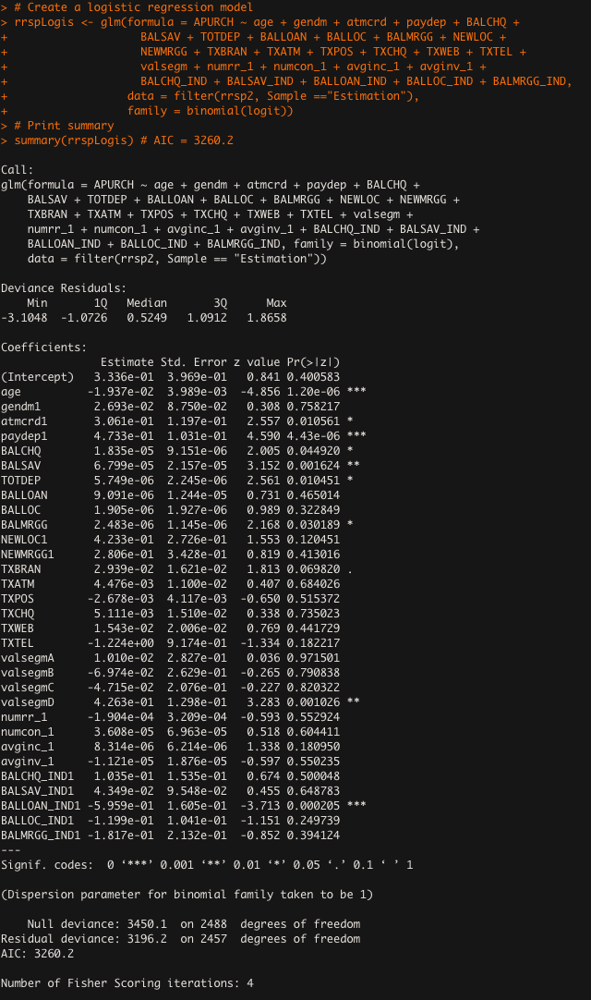 > # Create a logistic regression model
> rrspLogis <- glm(formula = APURCH ~ age + gendm + atmcrd + paydep + BALCHQ +
+ BALSAV + TOTDEP + BALLOAN + BALLOC + BALMRGG + NEWLOC +
+ NEWMRGG + TXBRAN + TXATM + TXPOS + TXCHQ + TXWEB + TXTEL +
+ valsegm + numrr_1 + numcon_1 + avginc_1 + avginv_1 +
+ BALCHQ_IND + BALSAV_IND + BALLOAN_IND + BALLOC_IND + BALMRGG_IND,
+ data = filter(rrsp2, Sample =="Estimation"),
+ family = binomial(logit))
> # Print summary
> summary(rrspLogis) # AIC = 3260.2
Call:
glm(formula = APURCH ~ age + gendm + atmcrd + paydep + BALCHQ +
BALSAV + TOTDEP + BALLOAN + BALLOC + BALMRGG + NEWLOC + NEWMRGG +
TXBRAN + TXATM + TXPOS + TXCHQ + TXWEB + TXTEL + valsegm +
numrr_1 + numcon_1 + avginc_1 + avginv_1 + BALCHQ_IND + BALSAV_IND +
BALLOAN_IND + BALLOC_IND + BALMRGG_IND, family = binomial(logit),
data = filter(rrsp2, Sample == "Estimation"))
Deviance Residuals:
Min 1Q Median 3Q Max
-3.1048 -1.0726 0.5249 1.0912 1.8658
Coefficients:
Estimate Std. Error z value Pr(>|z|)
(Intercept) 3.336e-01 3.969e-01 0.841 0.400583
age -1.937e-02 3.989e-03 -4.856 1.20e-06 ***
gendm1 2.693e-02 8.750e-02 0.308 0.758217
atmcrd1 3.061e-01 1.197e-01 2.557 0.010561 *
paydep1 4.733e-01 1.031e-01 4.590 4.43e-06 ***
BALCHQ 1.835e-05 9.151e-06 2.005 0.044920 *
BALSAV 6.799e-05 2.157e-05 3.152 0.001624 **
TOTDEP 5.749e-06 2.245e-06 2.561 0.010451 *
BALLOAN 9.091e-06 1.244e-05 0.731 0.465014
BALLOC 1.905e-06 1.927e-06 0.989 0.322849
BALMRGG 2.483e-06 1.145e-06 2.168 0.030189 *
NEWLOC1 4.233e-01 2.726e-01 1.553 0.120451
NEWMRGG1 2.806e-01 3.428e-01 0.819 0.413016
TXBRAN 2.939e-02 1.621e-02 1.813 0.069820 .
TXATM 4.476e-03 1.100e-02 0.407 0.684026
TXPOS -2.678e-03 4.117e-03 -0.650 0.515372
TXCHQ 5.111e-03 1.510e-02 0.338 0.735023
TXWEB 1.543e-02 2.006e-02 0.769 0.441729
TXTEL -1.224e+00 9.174e-01 -1.334 0.182217
valsegmA 1.010e-02 2.827e-01 0.036 0.971501
valsegmB -6.974e-02 2.629e-01 -0.265 0.790838
valsegmC -4.715e-02 2.076e-01 -0.227 0.820322
valsegmD 4.263e-01 1.298e-01 3.283 0.001026 **
numrr_1 -1.904e-04 3.209e-04 -0.593 0.552924
numcon_1 3.608e-05 6.963e-05 0.518 0.604411
avginc_1 8.314e-06 6.214e-06 1.338 0.180950
avginv_1 -1.121e-05 1.876e-05 -0.597 0.550235
BALCHQ_IND1 1.035e-01 1.535e-01 0.674 0.500048
BALSAV_IND1 4.349e-02 9.548e-02 0.455 0.648783
BALLOAN_IND1 -5.959e-01 1.605e-01 -3.713 0.000205 ***
BALLOC_IND1 -1.199e-01 1.041e-01 -1.151 0.249739
BALMRGG_IND1 -1.817e-01 2.132e-01 -0.852 0.394124
---
Signif. codes: 0 ‘***’ 0.001 ‘**’ 0.01 ‘*’ 0.05 ‘.’ 0.1 ‘ ’ 1
(Dispersion parameter for binomial family taken to be 1)
Null deviance: 3450.1 on 2488 degrees of freedom
Residual deviance: 3196.2 on 2457 degrees of freedom
AIC: 3260.2
Number of Fisher Scoring iterations: 4